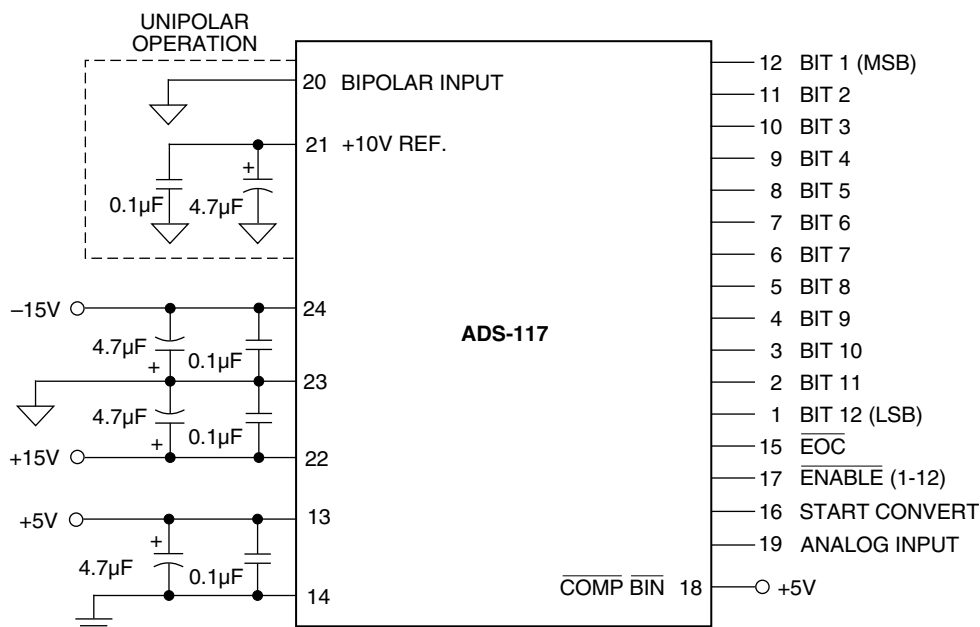 UNIPOLAR
OPERATION
20 BIPOLAR INPUT
21 +10V REF.
+
0.1µF
4.7µF
–15V
24
4.7µF
0.1µF
+
23
4.7µF
0.1µF
+
+15V
22
+5V
13
+
4.7µF
0.1µF
14
ADS-117
12 BIT 1 (MSB)
11 BIT 2
10 BIT 3
9 BIT 4
8 BIT 5
7 BIT 6
6 BIT 7
5 BIT 8
4 BIT 9
3 BIT 10
2 BIT 11
1 BIT 12 (LSB)
15 EOC
17 ENABLE (1-12)
16 START CONVERT
19 ANALOG INPUT
COMP BIN 18 +5V